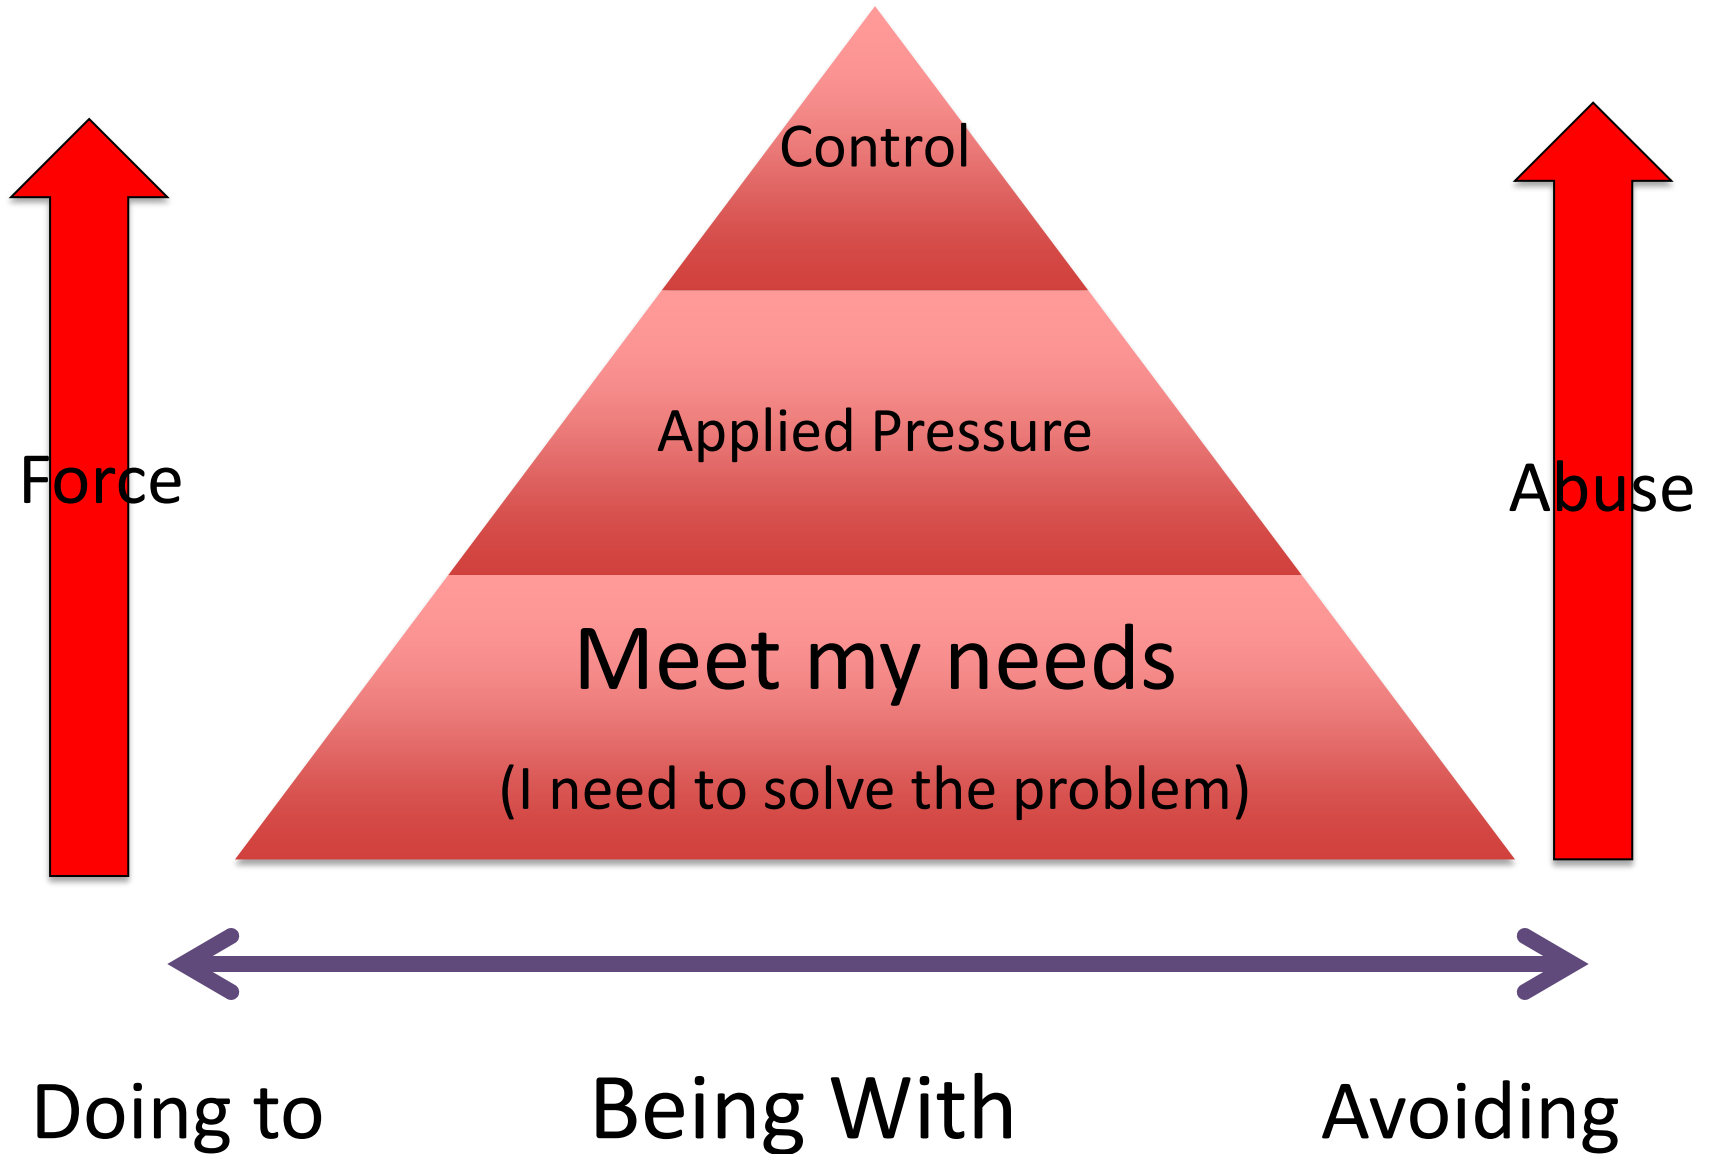 Control
Applied Pressure
Force
Abuse
Meet my needs
(I need to solve the problem)
Doing to
Being With
Avoiding